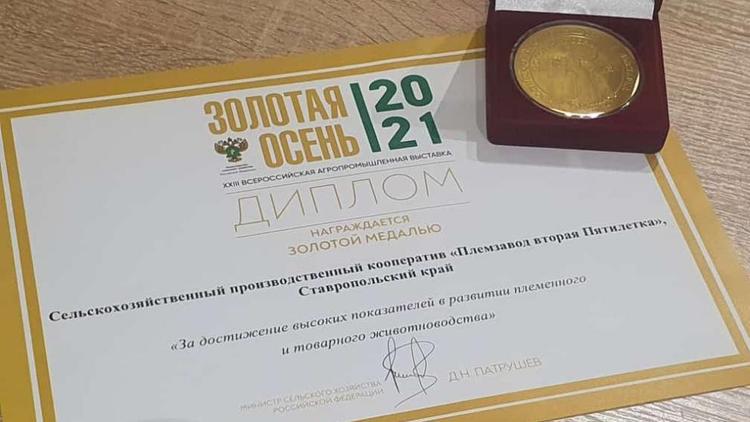 ЗОЛОТАЯ
ОСЕНЬ
20
21
XXIII ВСЕРОССИЙСКАЯ АГРОПРОМЫШЛЕННАЯ ВЫСТАВКА
ДИПЛОМ
НАГРАЖДАЕТСЯ
ЗОЛОТОЙ МЕДАЛЬЮ
Сельскохозяйственный производственный кооператив «Племзавод вторая Пятилетка»,
Ставропольский край
«За достижение высоких показателей в развитии племенного
и товарного животноводства»
МИНИСТР СЕЛЬСКОГО ХОЗЯЙСТВА
РОССИЙСКОЙ ФЕДЕРАЦИИ
Д.Н. ПАТРУШЕВ